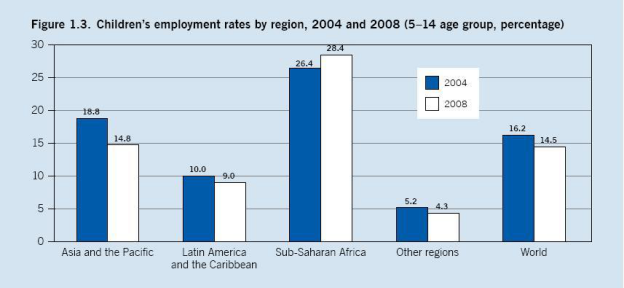 Figure 1.3. Children's employment rates by region, 2004 and 2008 (5–14 age group, percentage)
30
25
20
15
10
5
0
18.8
14.8
10.0
9.0
26.4
28.4
5.2
4.3
16.2
14.5
2004
2008
Asia and the Pacific
Latin America
and the Caribbean
Sub-Saharan Africa
Other regions
World